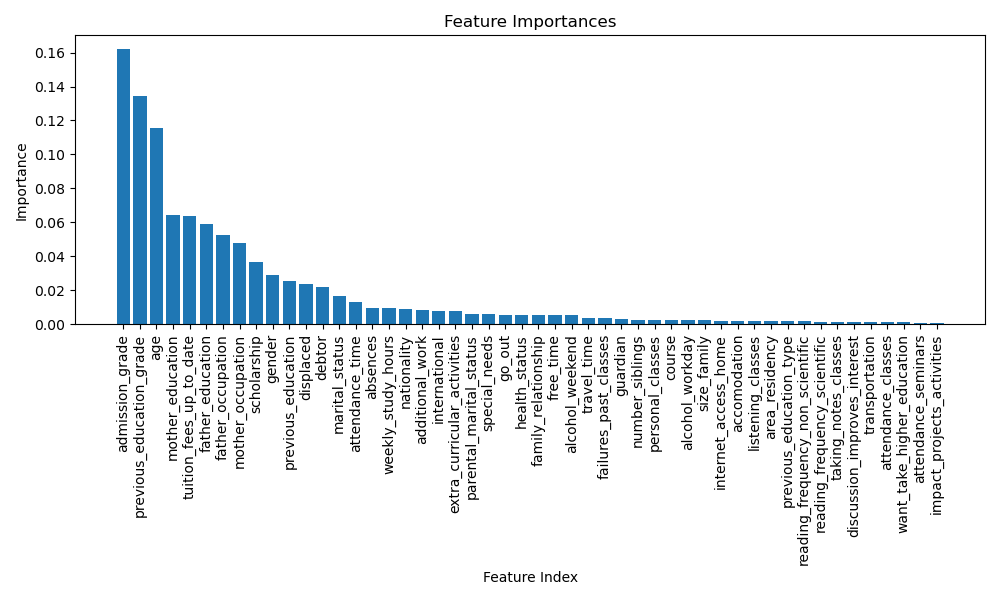 Feature Importances
Importance
0.16
0.14
0.12
0.10
0.08
0.06
0.04
0.02
0.00
admission_grade
previous_education_grade
age
mother_education
tuition_fees_up_to_date
father_education
father_occupation
mother_occupation
scholarship
gender
previous_education
displaced
debtor
marital_status
attendance_time
absences
weekly_study_hours
nationality
additional_work
international
extra_curricular_activities
parental_marital_status
special_needs
go_out
health_status
family_relationship
free_time
alcohol_weekend
travel_time
failures_past_classes
guardian
number_siblings
personal_classes
course
alcohol_workday
size_family
internet_access_home
accomodation
listening_classes
area_residency
previous_education_type
reading_frequency_non_scientific
reading_frequency_scientific
taking_notes_classes
discussion_improves_interest
transportation
attendance_classes
want_take_higher_education
attendance_seminars
impact_projects_activities
Feature Index